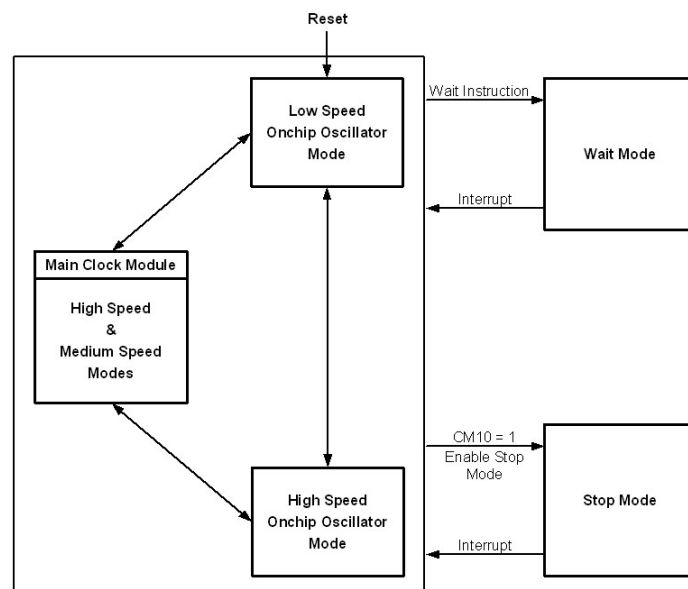 Reset
Low Speed
Onchip Oscillator
Mode
Wait Instruction
Wait Mode
Interrupt
Main Clock Module
High Speed
&
Medium Speed
Modes
CM10 = 1
Enable Stop
Mode
High Speed
Onchip Oscillator
Mode
Stop Mode
Interrupt